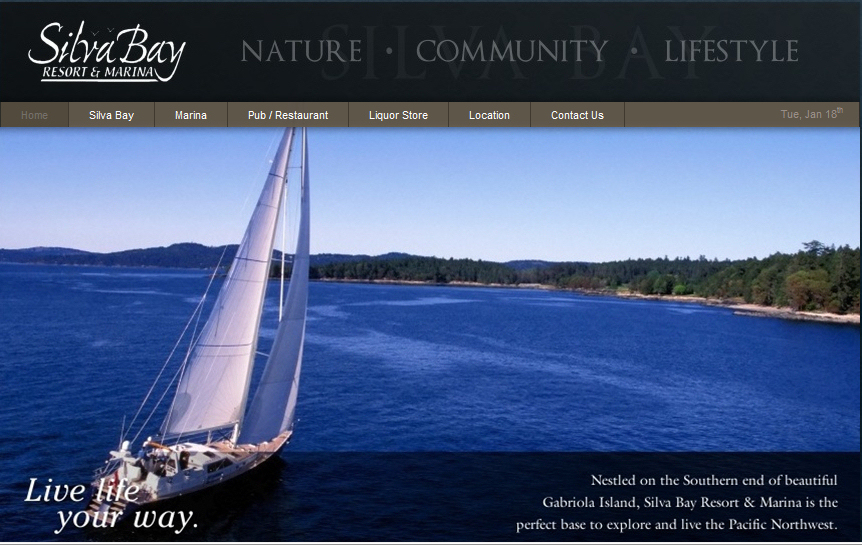 Silva Bay
RESORT & MARINA
SILVA BAY
NATURE • COMMUNITY • LIFESTYLE
Home
Silva Bay
Marina
Pub / Restaurant
Liquor Store
Location
Contact Us
Tue, Jan 18
Live life
your way.
Nestled on the Southern end of beautiful
Gabriola Island, Silva Bay Resort & Marina is the
perfect base to explore and live the Pacific Northwest.